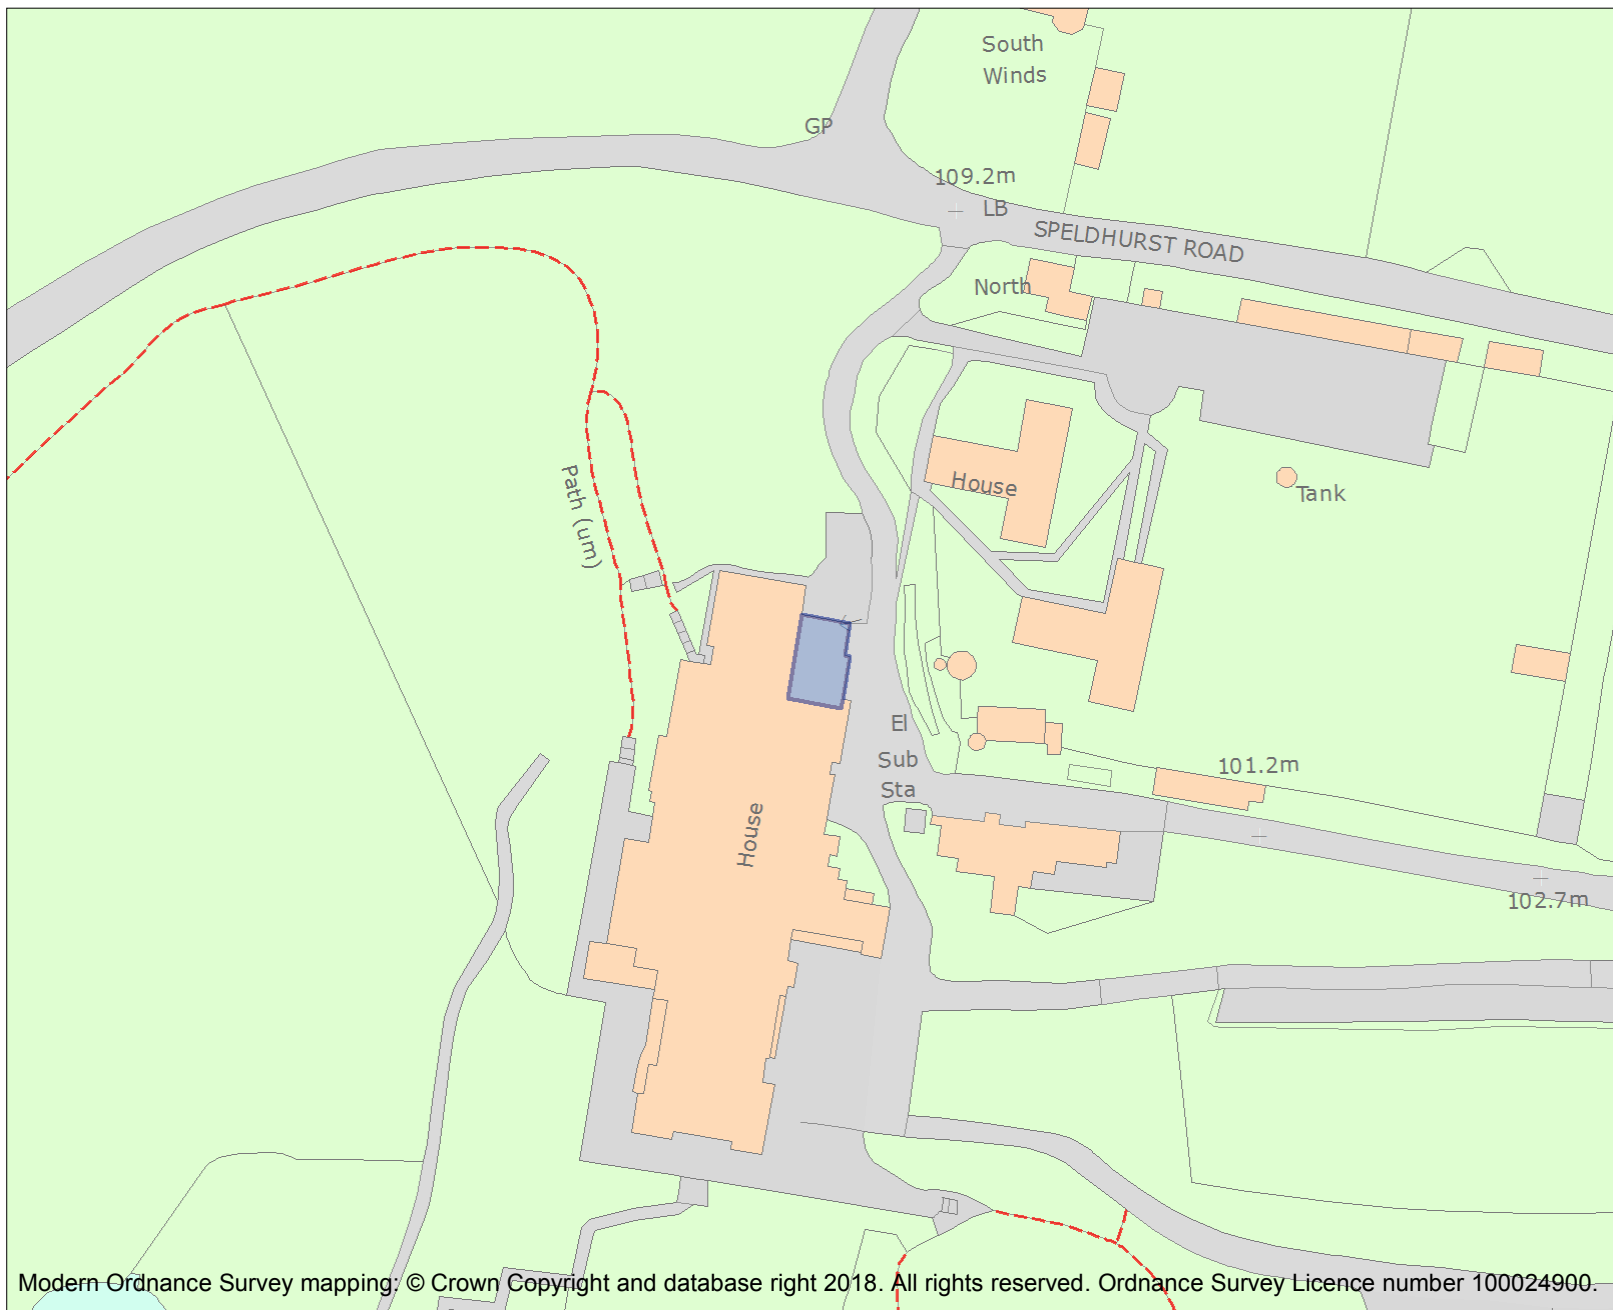 South
Winds
GP
109.2m
LB
SPELDHURST ROAD
North
House
Tank
Path (um)
El
Sub
Sta
101.2m
House
102.7m
Modern Ordnance Survey mapping: © Crown Copyright and database right 2018. All rights reserved. Ordnance Survey Licence number 100024900.